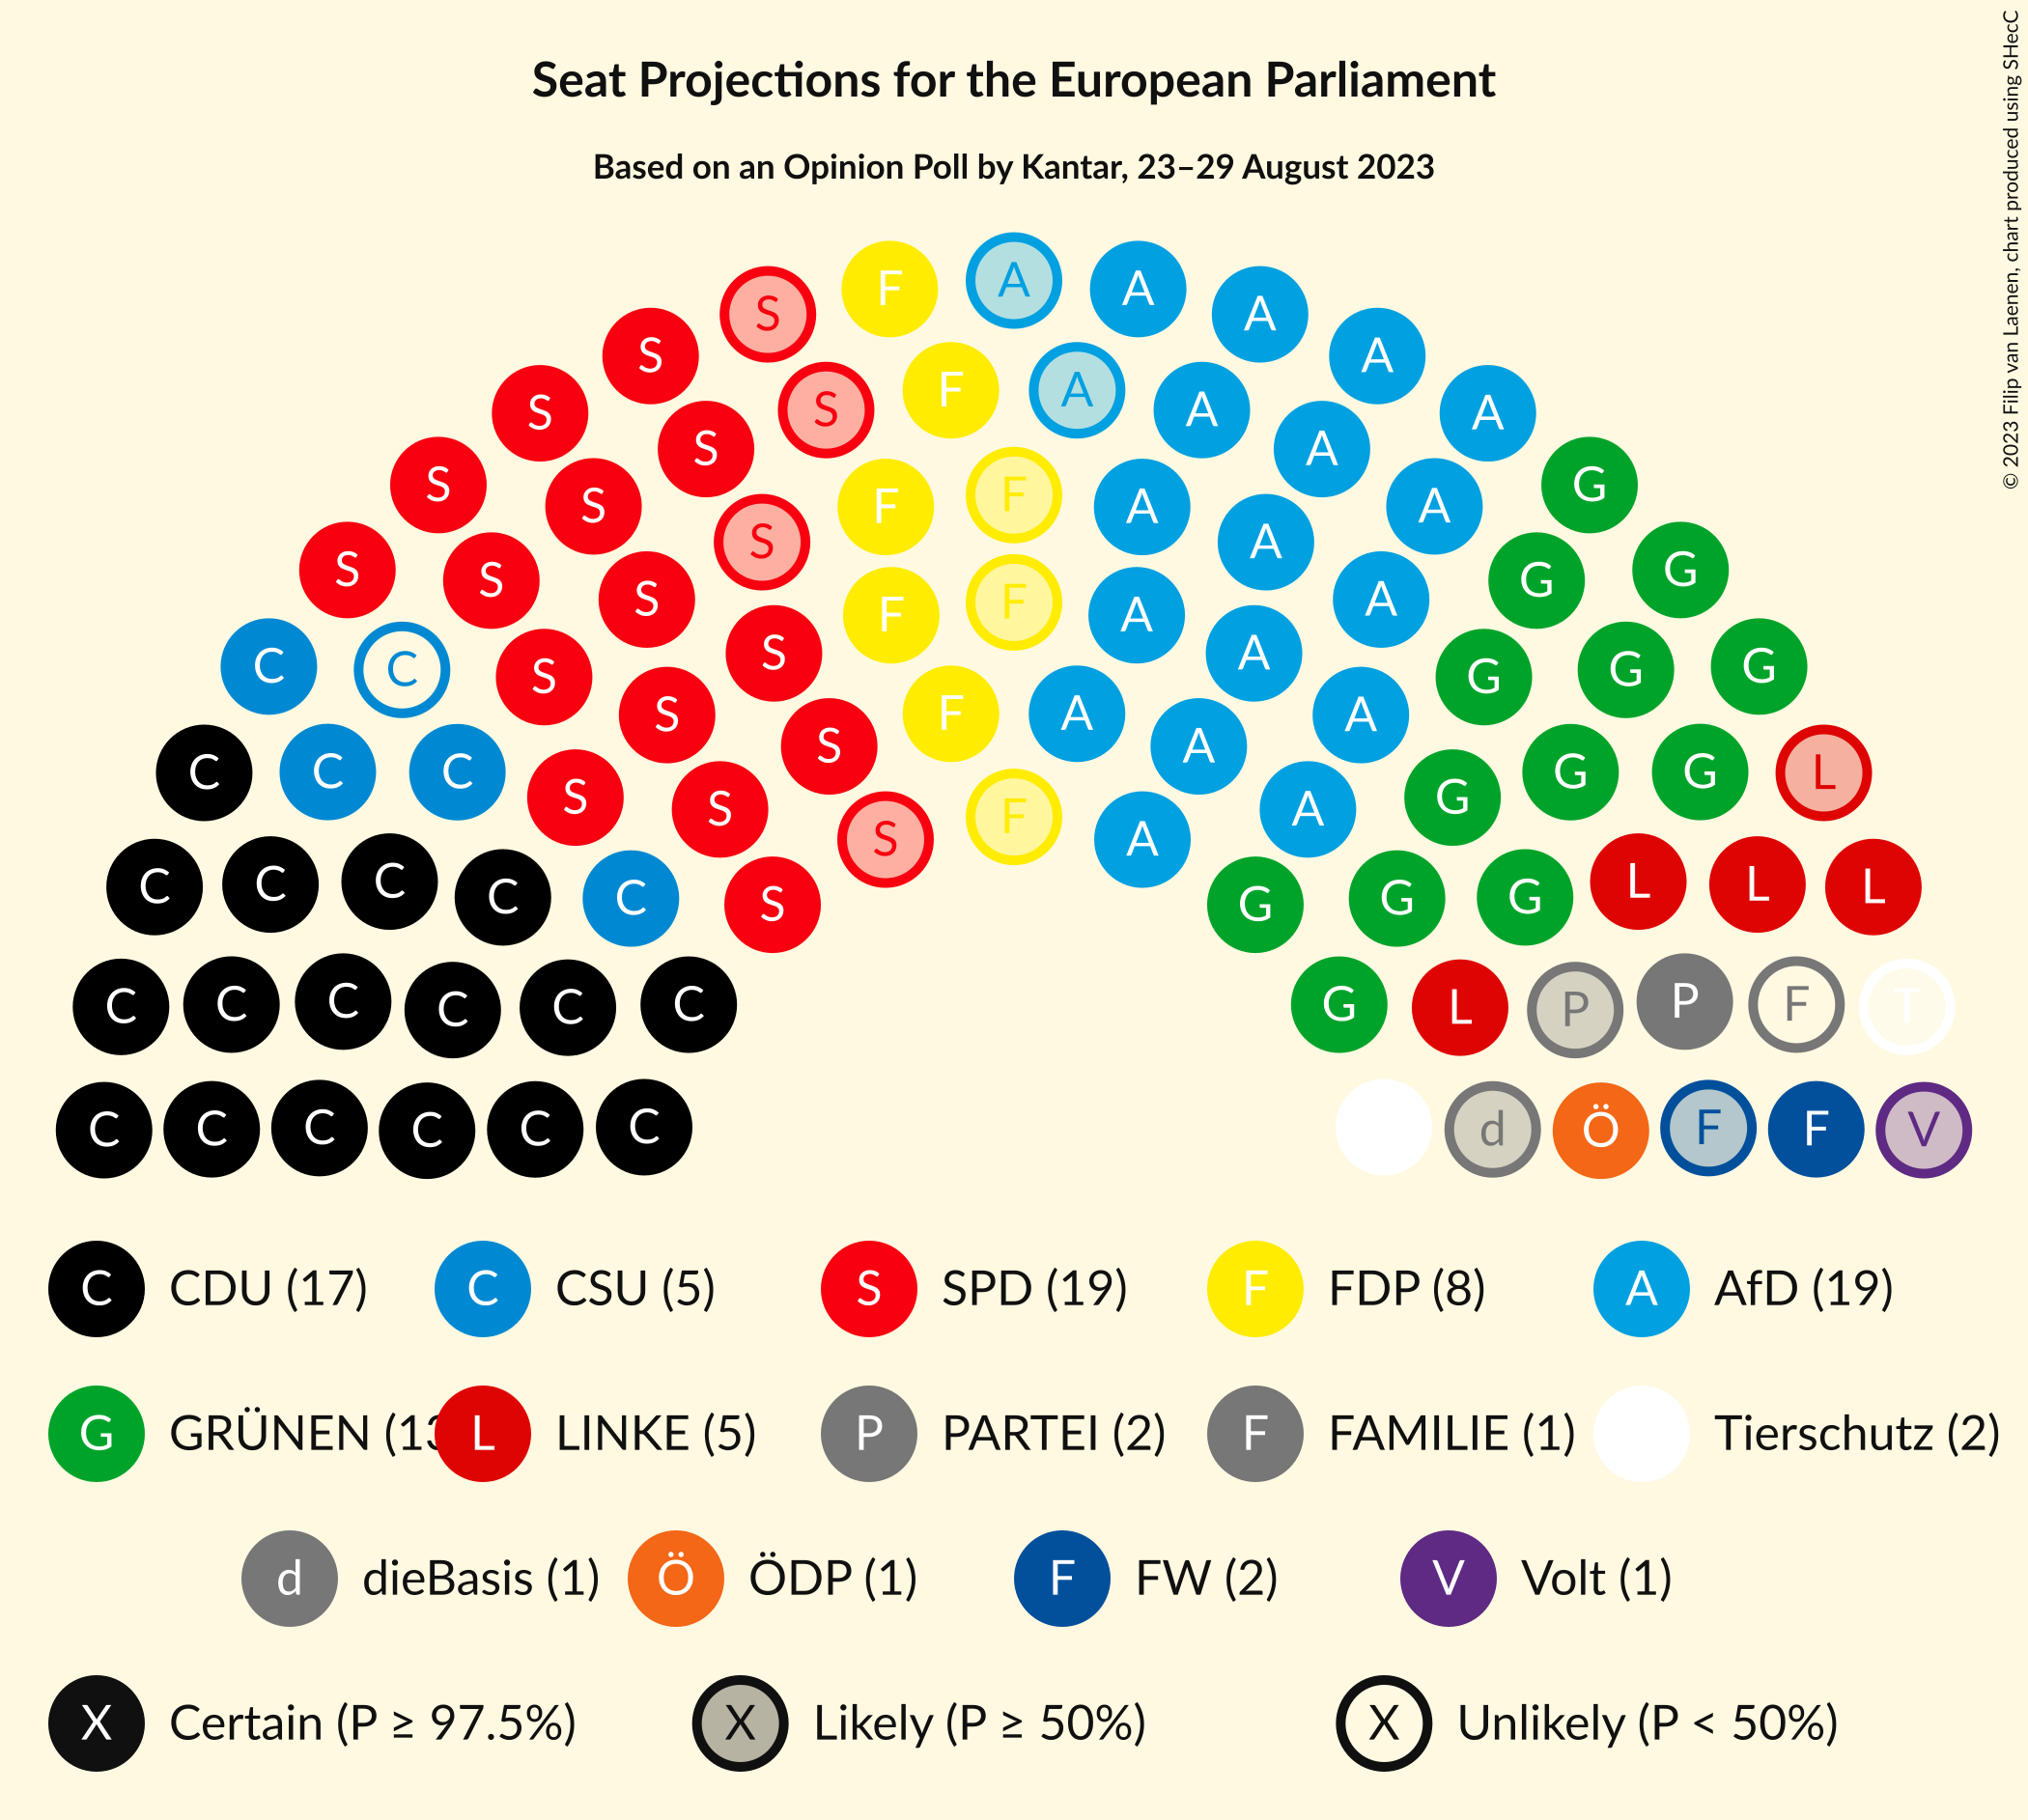 © 2023 Filip van Laenen, chart produced using SHecC
Seat Projections for the European Parliament
Based on an Opinion Poll by Kantar, 23–29 August 2023
S F A A A
S S S F A A A A
S S S F F A A A G
S S S S F F A A A G G
C C S S S F A A A G G G
C C C S S S S F A A A G G G L
C C C C C S G G G L L L
C C C C C C G L P P F T
C C C C C C d Ö F F V
C CDU (17) C CSU (5) S SPD (19) F FDP (8) A AfD (19)
G GRÜNEN (13 L LINKE (5) P PARTEI (2) F FAMILIE (1) Tierschutz (2)
d dieBasis (1) Ö ÖDP (1) F FW (2) V Volt (1)
X Certain (P ≥ 97.5%) X Likely (P ≥ 50%) X Unlikely (P < 50%)